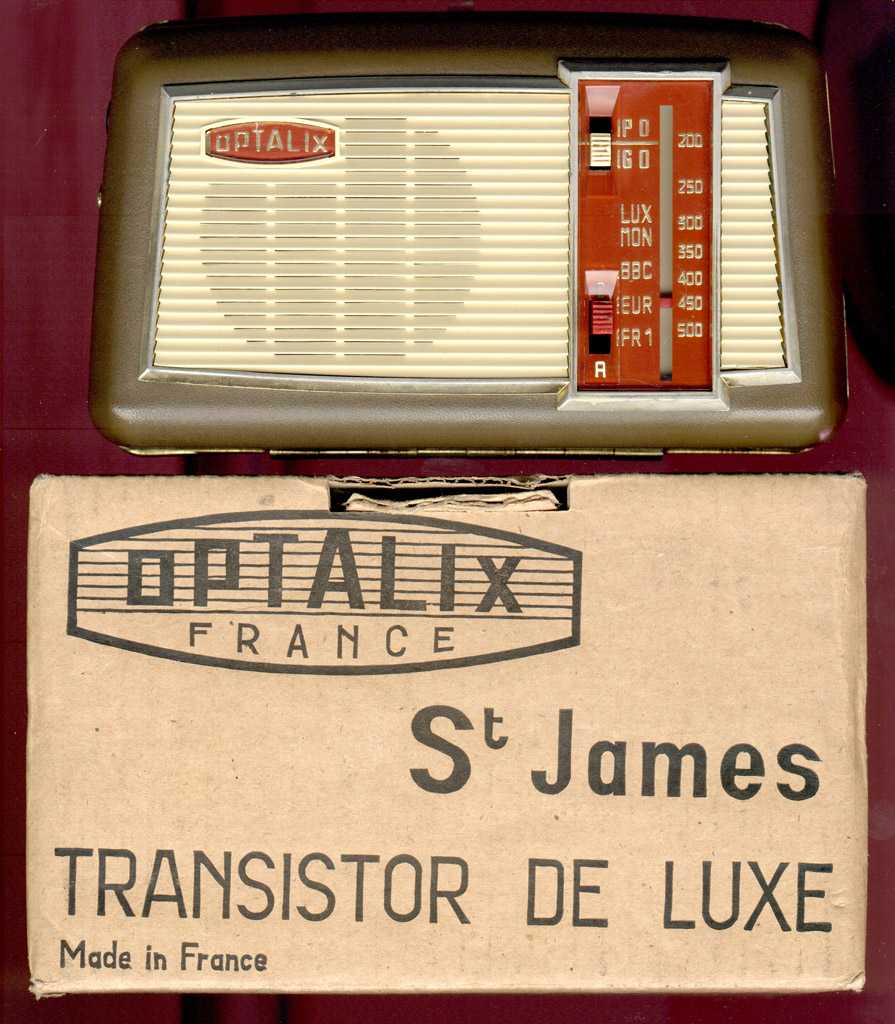 OPTALIX
PO
GO
200
250
LUX
300
MON
350
BBC
400
EUR
450
FR1
500
A
OPTALIX
FRANCE
St James
TRANSISTOR DE LUXE
Made in France